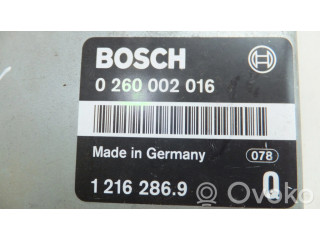 BOSCH
0 260 002 016
Made in Germany 078
1 216 286.9 Q
ovoko